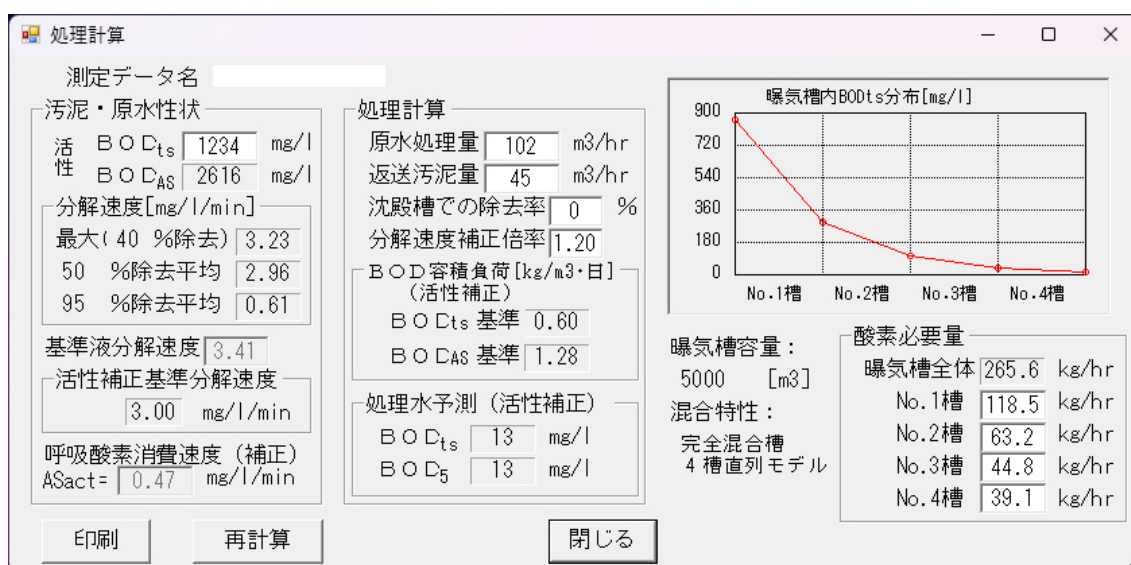 処理計算
測定データ名
汚泥・原水性状
活性
BODts 1234 mg/l
BODAS 2616 mg/l
分解速度[mg/l/min]
最大(40 %除去) 3.23
50 %除去平均 2.96
95 %除去平均 0.61
基準液分解速度 3.41
活性補正基準分解速度
3.00 mg/l/min
呼吸酸素消費速度（補正）
ASact= 0.47 mg/l/min
処理計算
原水処理量 102 m3/hr
返送汚泥量 45 m3/hr
沈殿槽での除去率 0 %
分解速度補正倍率 1.20
BOD容積負荷[kg/m3・日]
（活性補正）
BODts 基準 0.60
BODAS 基準 1.28
処理水予測（活性補正）
BODts 13 mg/l
BOD5 13 mg/l
曝気槽内BODts分布[mg/l]
900
720
540
360
180
0
No.1槽 No.2槽 No.3槽 No.4槽
曝気槽容量：
5000 [m3]
混合特性：
完全混合槽
4槽直列モデル
酸素必要量
曝気槽全体 265.6 kg/hr
No.1槽 118.5 kg/hr
No.2槽 63.2 kg/hr
No.3槽 44.8 kg/hr
No.4槽 39.1 kg/hr
印刷 再計算 閉じる